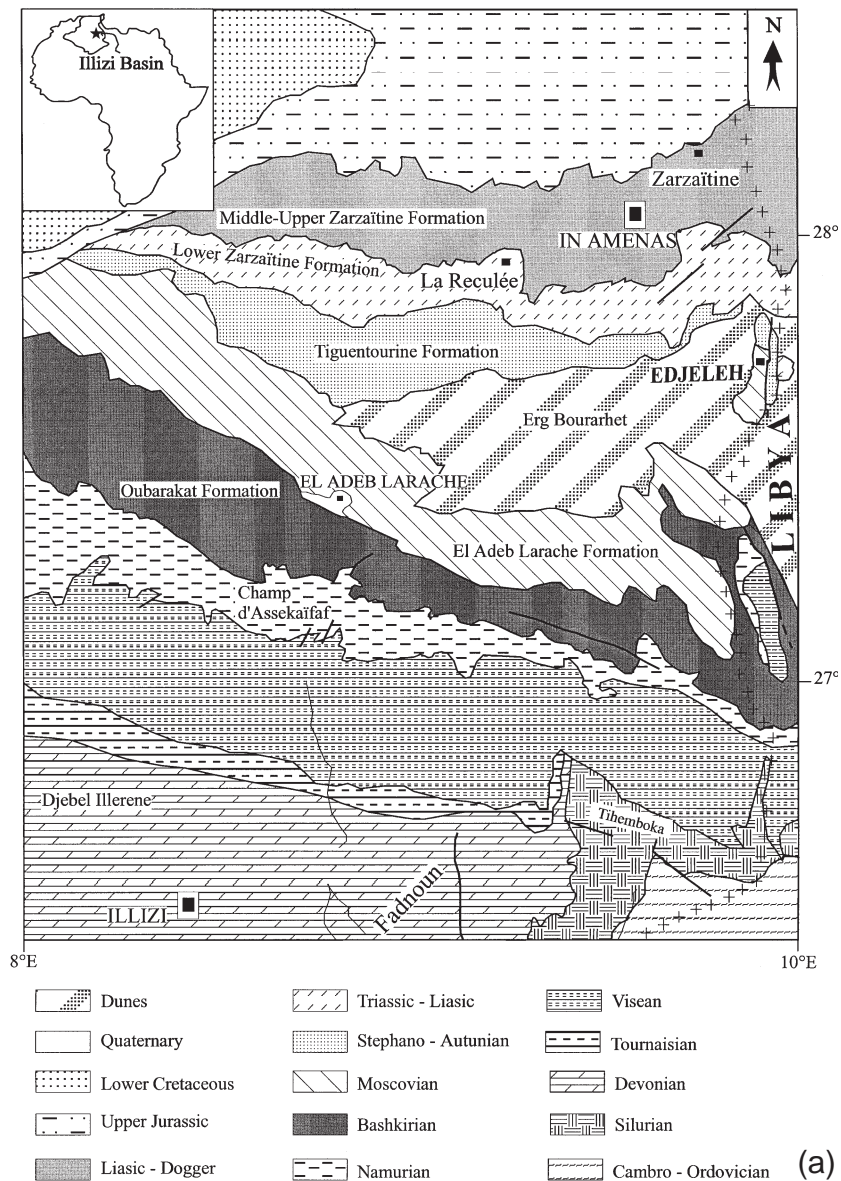 Illizi Basin
N
Zarzaïtine
Middle-Upper Zarzaïtine Formation
IN AMENAS
28°
Lower Zarzaïtine Formation
La Reculée
Tiguentourine Formation
EDJELEH
Erg Bourarhet
LIBYA
EL ADEB LARACHE
Oubarakat Formation
El Adeb Larache Formation
Champ
d'Assekaïfaf
27°
Djebel Illerene
Tihemboka
Fadnoun
ILLIZI
8°E
10°E
Dunes
Quaternary
Lower Cretaceous
Upper Jurassic
Liasic - Dogger
Triassic - Liasic
Stephano - Autunian
Moscovian
Bashkirian
Namurian
Visean
Tournaisian
Devonian
Silurian
Cambro - Ordovician
(a)